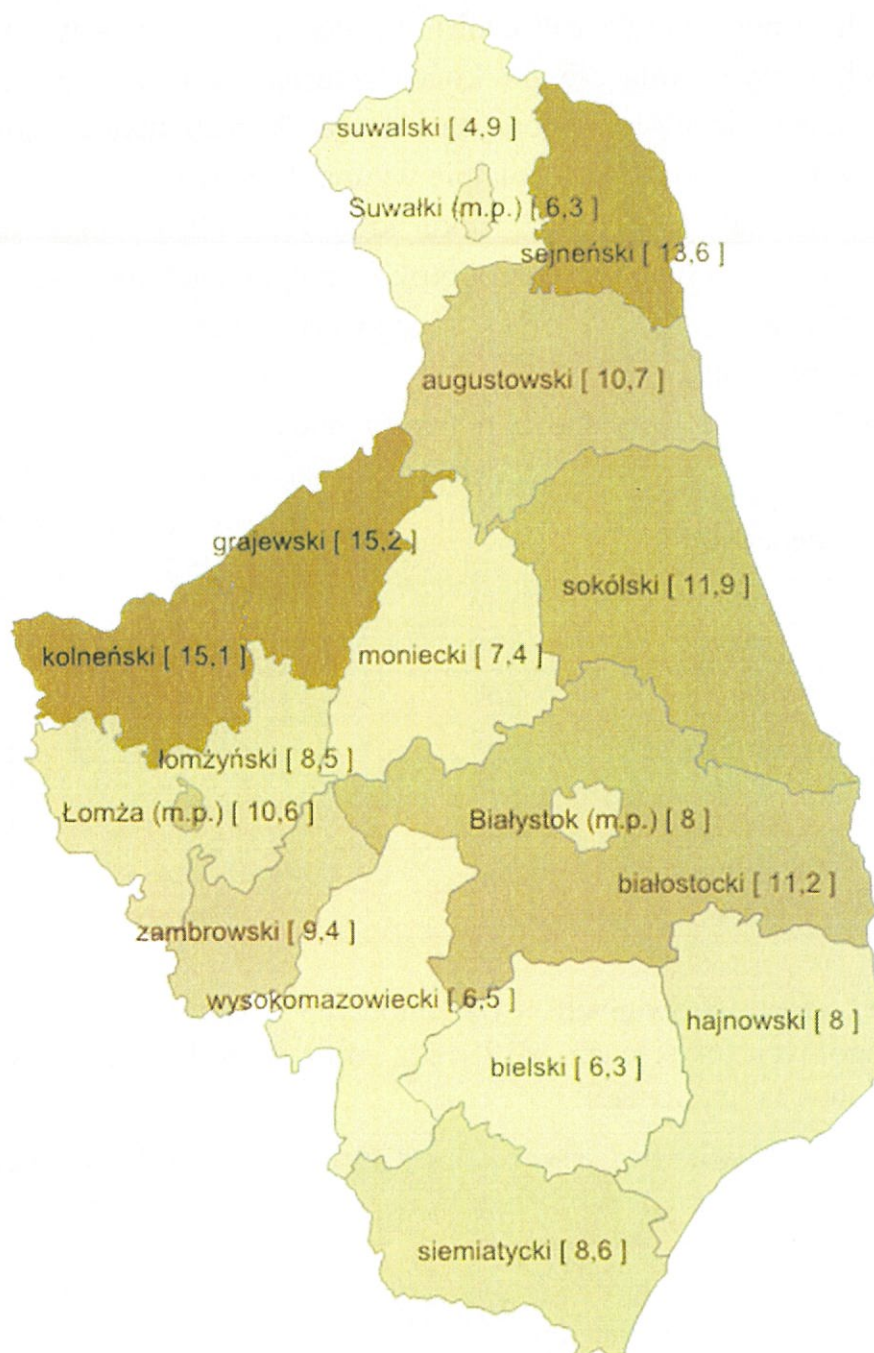 suwalski [ 4,9 ]
Suwałki (m.p.) [ 6,3 ]
sejneński [ 13,6 ]
augustowski [ 10,7 ]
grajewski [ 15,2 ]
sokólski [ 11,9 ]
kolneński [ 15,1 ]
moniecki [ 7,4 ]
łomżyński [ 8,5 ]
Łomża (m.p.) [ 10,6 ]
Białystok (m.p.) [ 8 ]
białostocki [ 11,2 ]
zambrowski [ 9,4 ]
wysokomazowiecki [ 6,5 ]
hajnowski [ 8 ]
bielski [ 6,3 ]
siemiatycki [ 8,6 ]